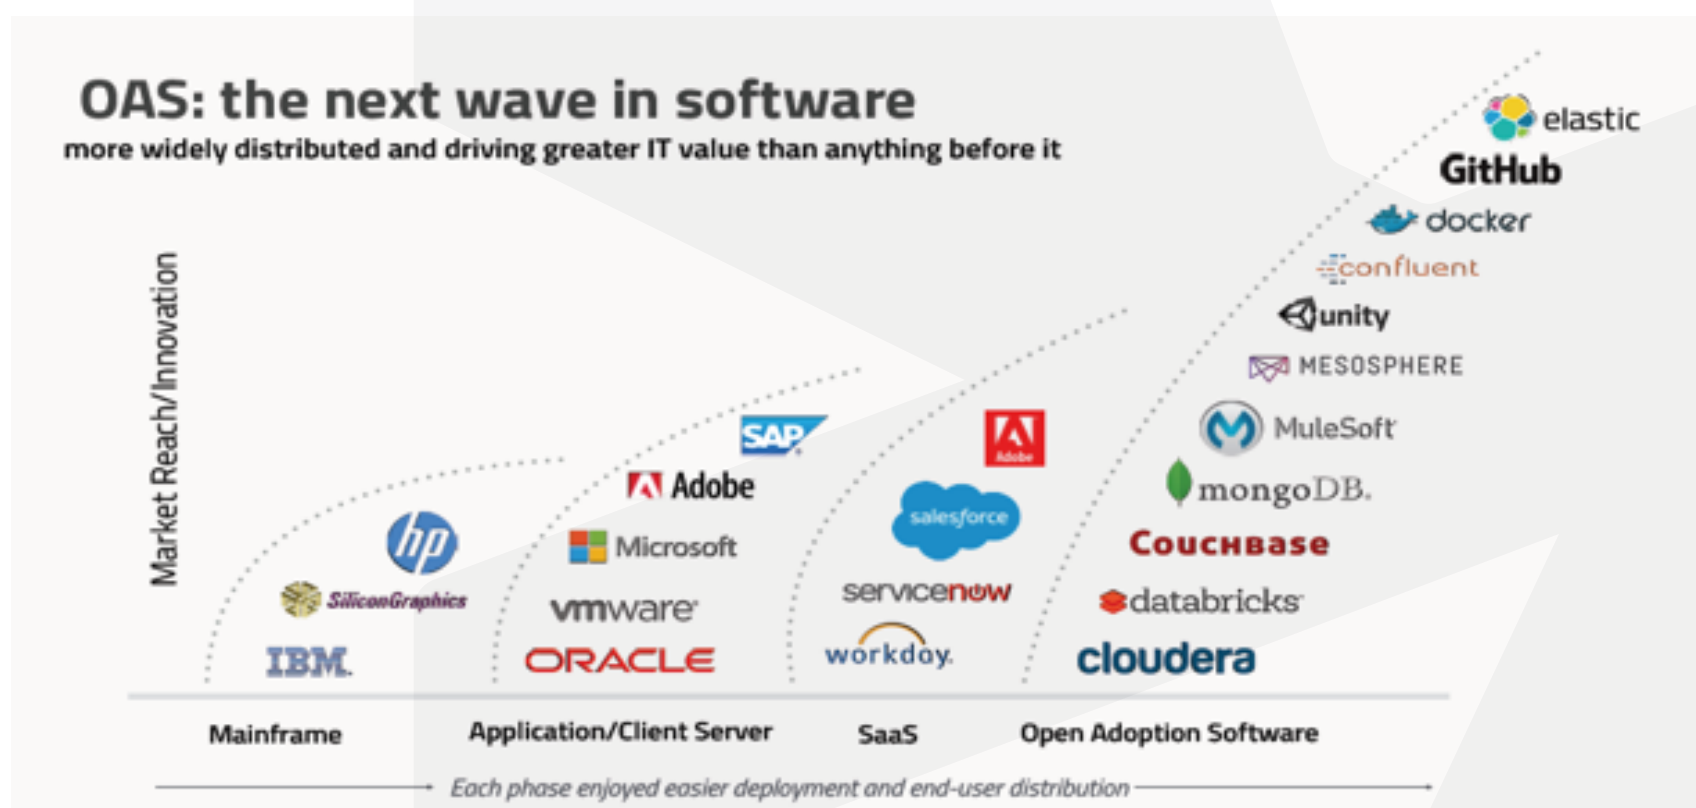 OAS: the next wave in software
more widely distributed and driving greater IT value than anything before it
Market Reach/Innovation
hp
SiliconGraphics
IBM.
SAP
Adobe
Microsoft
vmware
ORACLE
Adobe
salesforce
servicenow
workday.
elastic
GitHub
docker
confluent
unity
MESOSPHERE
MuleSoft
mongoDB.
COUCHBASE
databricks
cloudera
Mainframe
Application/Client Server
SaaS
Open Adoption Software
Each phase enjoyed easier deployment and end-user distribution